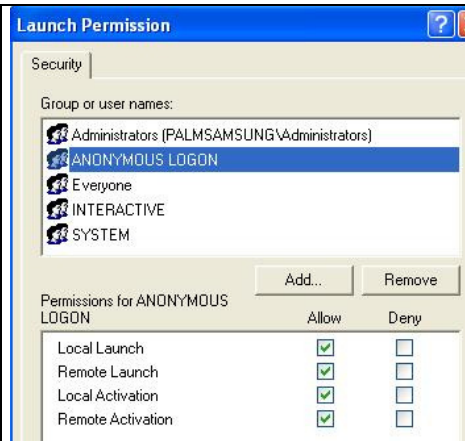 Launch Permission
Security
Group or user names:
Administrators (PALMSAMSUNG\Administrators)
ANONYMOUS LOGON
Everyone
INTERACTIVE
SYSTEM
Add... Remove
Permissions for ANONYMOUS
LOGON Allow Deny
Local Launch
Remote Launch
Local Activation
Remote Activation